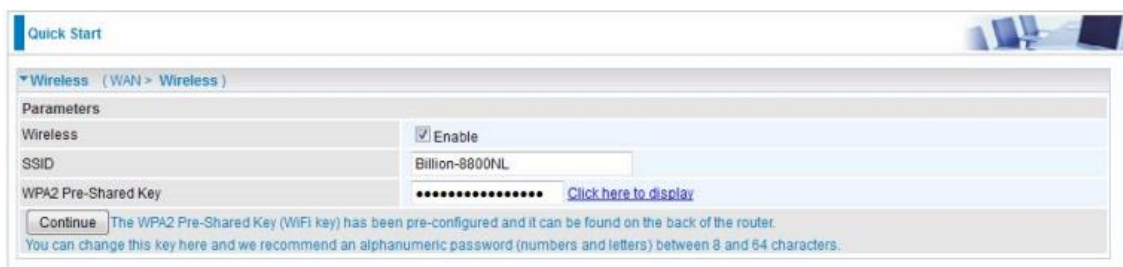 Quick Start
Wireless (WAN > Wireless)
Parameters
Wireless Enable
SSID Billion-8800NL
WPA2 Pre-Shared Key •••••••••••••••• Click here to display
Continue The WPA2 Pre-Shared Key (WiFi key) has been pre-configured and it can be found on the back of the router.
You can change this key here and we recommend an alphanumeric password (numbers and letters) between 8 and 64 characters.